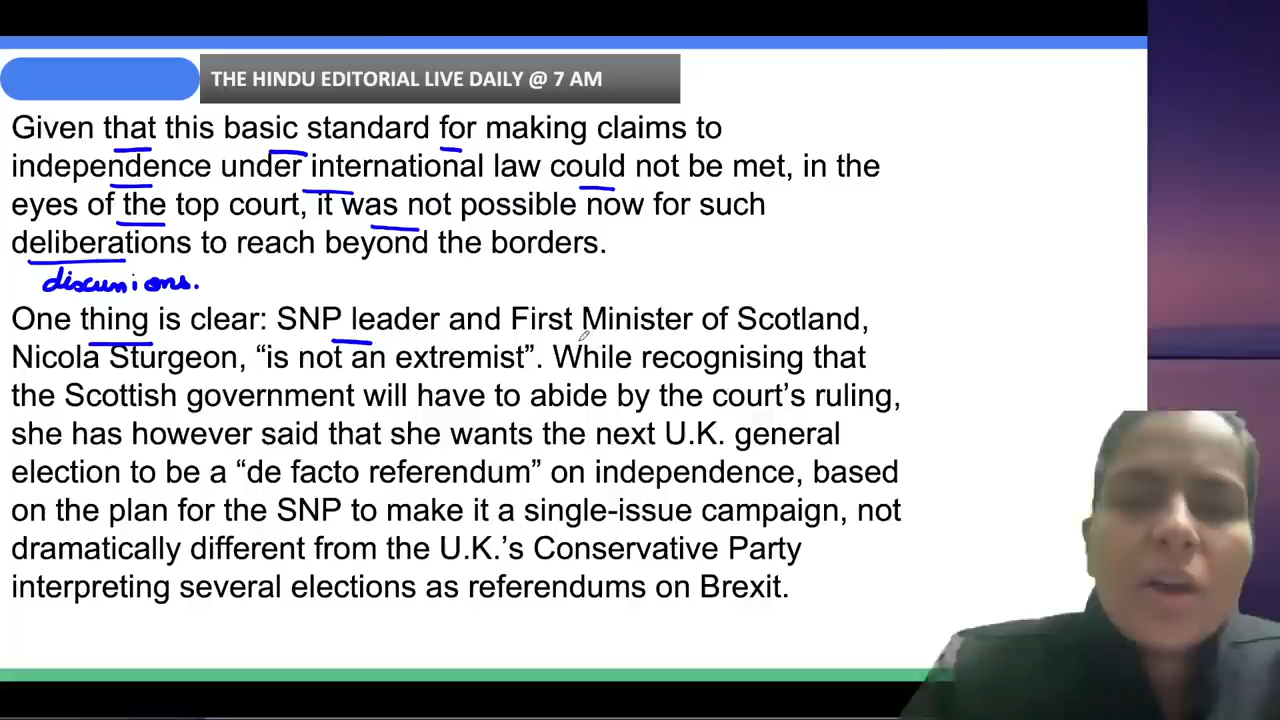 THE HINDU EDITORIAL LIVE DAILY @ 7 AM
Given that this basic standard for making claims to
independence under international law could not be met, in the
eyes of the top court, it was not possible now for such
deliberations to reach beyond the borders.
discussions.
One thing is clear: SNP leader and First Minister of Scotland,
Nicola Sturgeon, “is not an extremist”. While recognising that
the Scottish government will have to abide by the court’s ruling,
she has however said that she wants the next U.K. general
election to be a “de facto referendum” on independence, based
on the plan for the SNP to make it a single-issue campaign, not
dramatically different from the U.K.’s Conservative Party
interpreting several elections as referendums on Brexit.